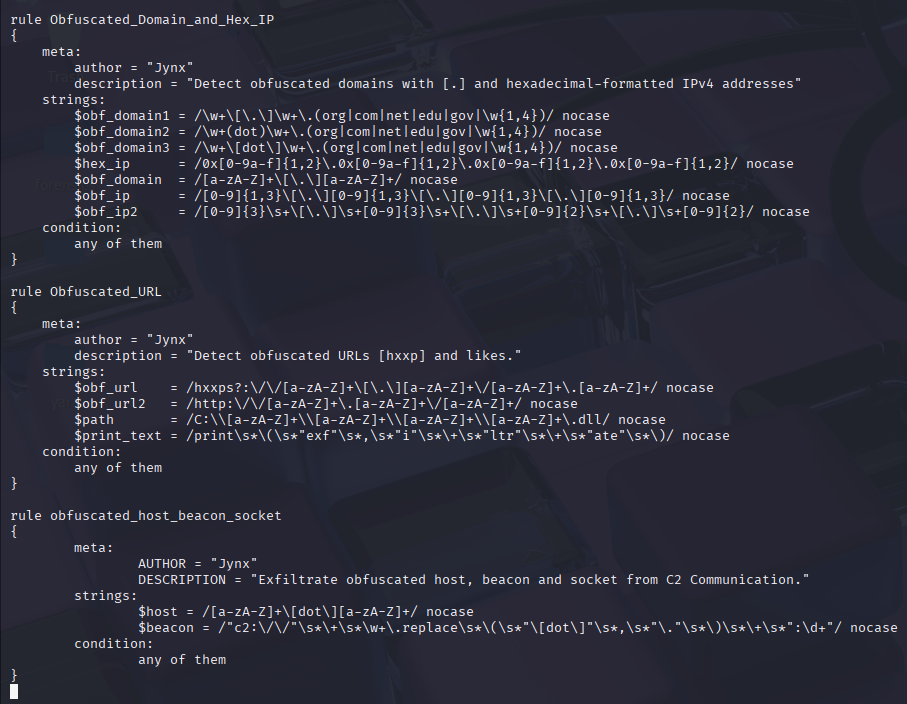 rule Obfuscated_Domain_and_Hex_IP
{
    meta:
        author = "Jynx"
        description = "Detect obfuscated domains with [.] and hexadecimal-formatted IPv4 addresses"
    strings:
        $obf_domain1 = /\w+\[\.\]\w+\.(org|com|net|edu|gov|\w{1,4})/ nocase
        $obf_domain2 = /\w+(dot)\w+\.(org|com|net|edu|gov|\w{1,4})/ nocase
        $obf_domain3 = /\w+\[dot\]\w+\.(org|com|net|edu|gov|\w{1,4})/ nocase
        $hex_ip      = /0x[0-9a-f]{1,2}\.0x[0-9a-f]{1,2}\.0x[0-9a-f]{1,2}\.0x[0-9a-f]{1,2}/ nocase
        $obf_domain  = /[a-zA-Z]+\[\.\][a-zA-Z]+/ nocase
        $obf_ip      = /[0-9]{1,3}\[\.\][0-9]{1,3}\[\.\][0-9]{1,3}\[\.\][0-9]{1,3}/ nocase
        $obf_ip2     = /[0-9]{3}\s+\[\.\]\s+[0-9]{3}\s+\[\.\]\s+[0-9]{2}\s+\[\.\]\s+[0-9]{2}/ nocase
    condition:
        any of them
}
rule Obfuscated_URL
{
    meta:
        author = "Jynx"
        description = "Detect obfuscated URLs [hxxp] and likes."
    strings:
        $obf_url    = /hxxps?:\/\/[a-zA-Z]+\[\.\][a-zA-Z]+\/[a-zA-Z]+\.[a-zA-Z]+/ nocase
        $obf_url2   = /http:\/\/[a-zA-Z]+\.[a-zA-Z]+\/[a-zA-Z]+/ nocase
        $path       = /C:\\[a-zA-Z]+\\[a-zA-Z]+\\[a-zA-Z]+\\[a-zA-Z]+\.dll/ nocase
        $print_text = /print\s*\(\s*"exf"\s*,\s*"i"\s*\+\s*"ltr"\s*\+\s*"ate"\s*\)/ nocase
    condition:
        any of them
}
rule obfuscated_host_beacon_socket
{
        meta:
                AUTHOR = "Jynx"
                DESCRIPTION = "Exfiltrate obfuscated host, beacon and socket from C2 Communication."
        strings:
                $host = /[a-zA-Z]+\[dot\][a-zA-Z]+/ nocase
                $beacon = /"c2:\/\/"\s*\+\s*\w+\.replace\s*\(\s*"\[dot\]"\s*,\s*"\."\s*\)\s*\+\s*":\d+"/ nocase
        condition:
                any of them
}